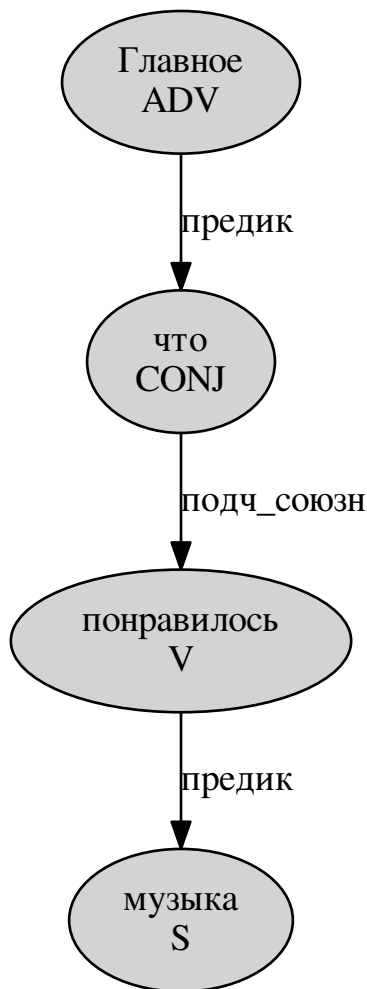 Главное
ADV
предик
что
CONJ
подч_союзн
понравилось
V
предик
музыка
S